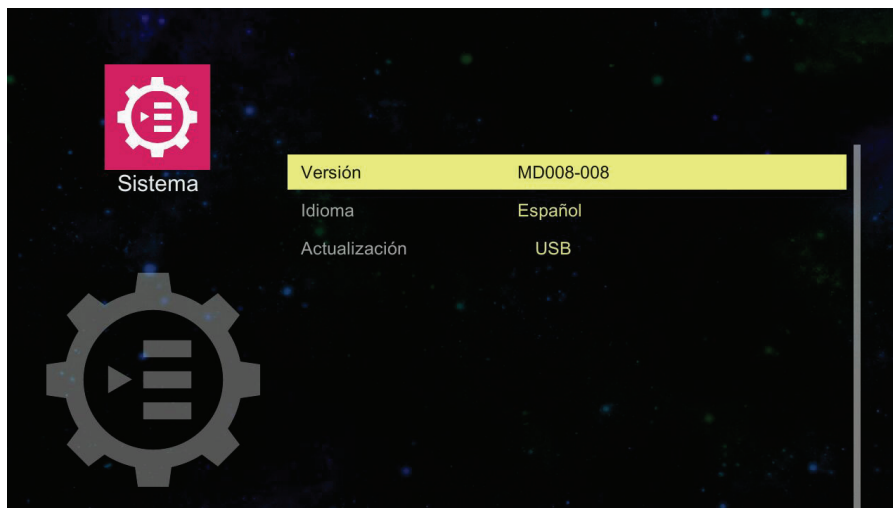 Sistema
Versión MD008-008
Idioma Español
Actualización USB